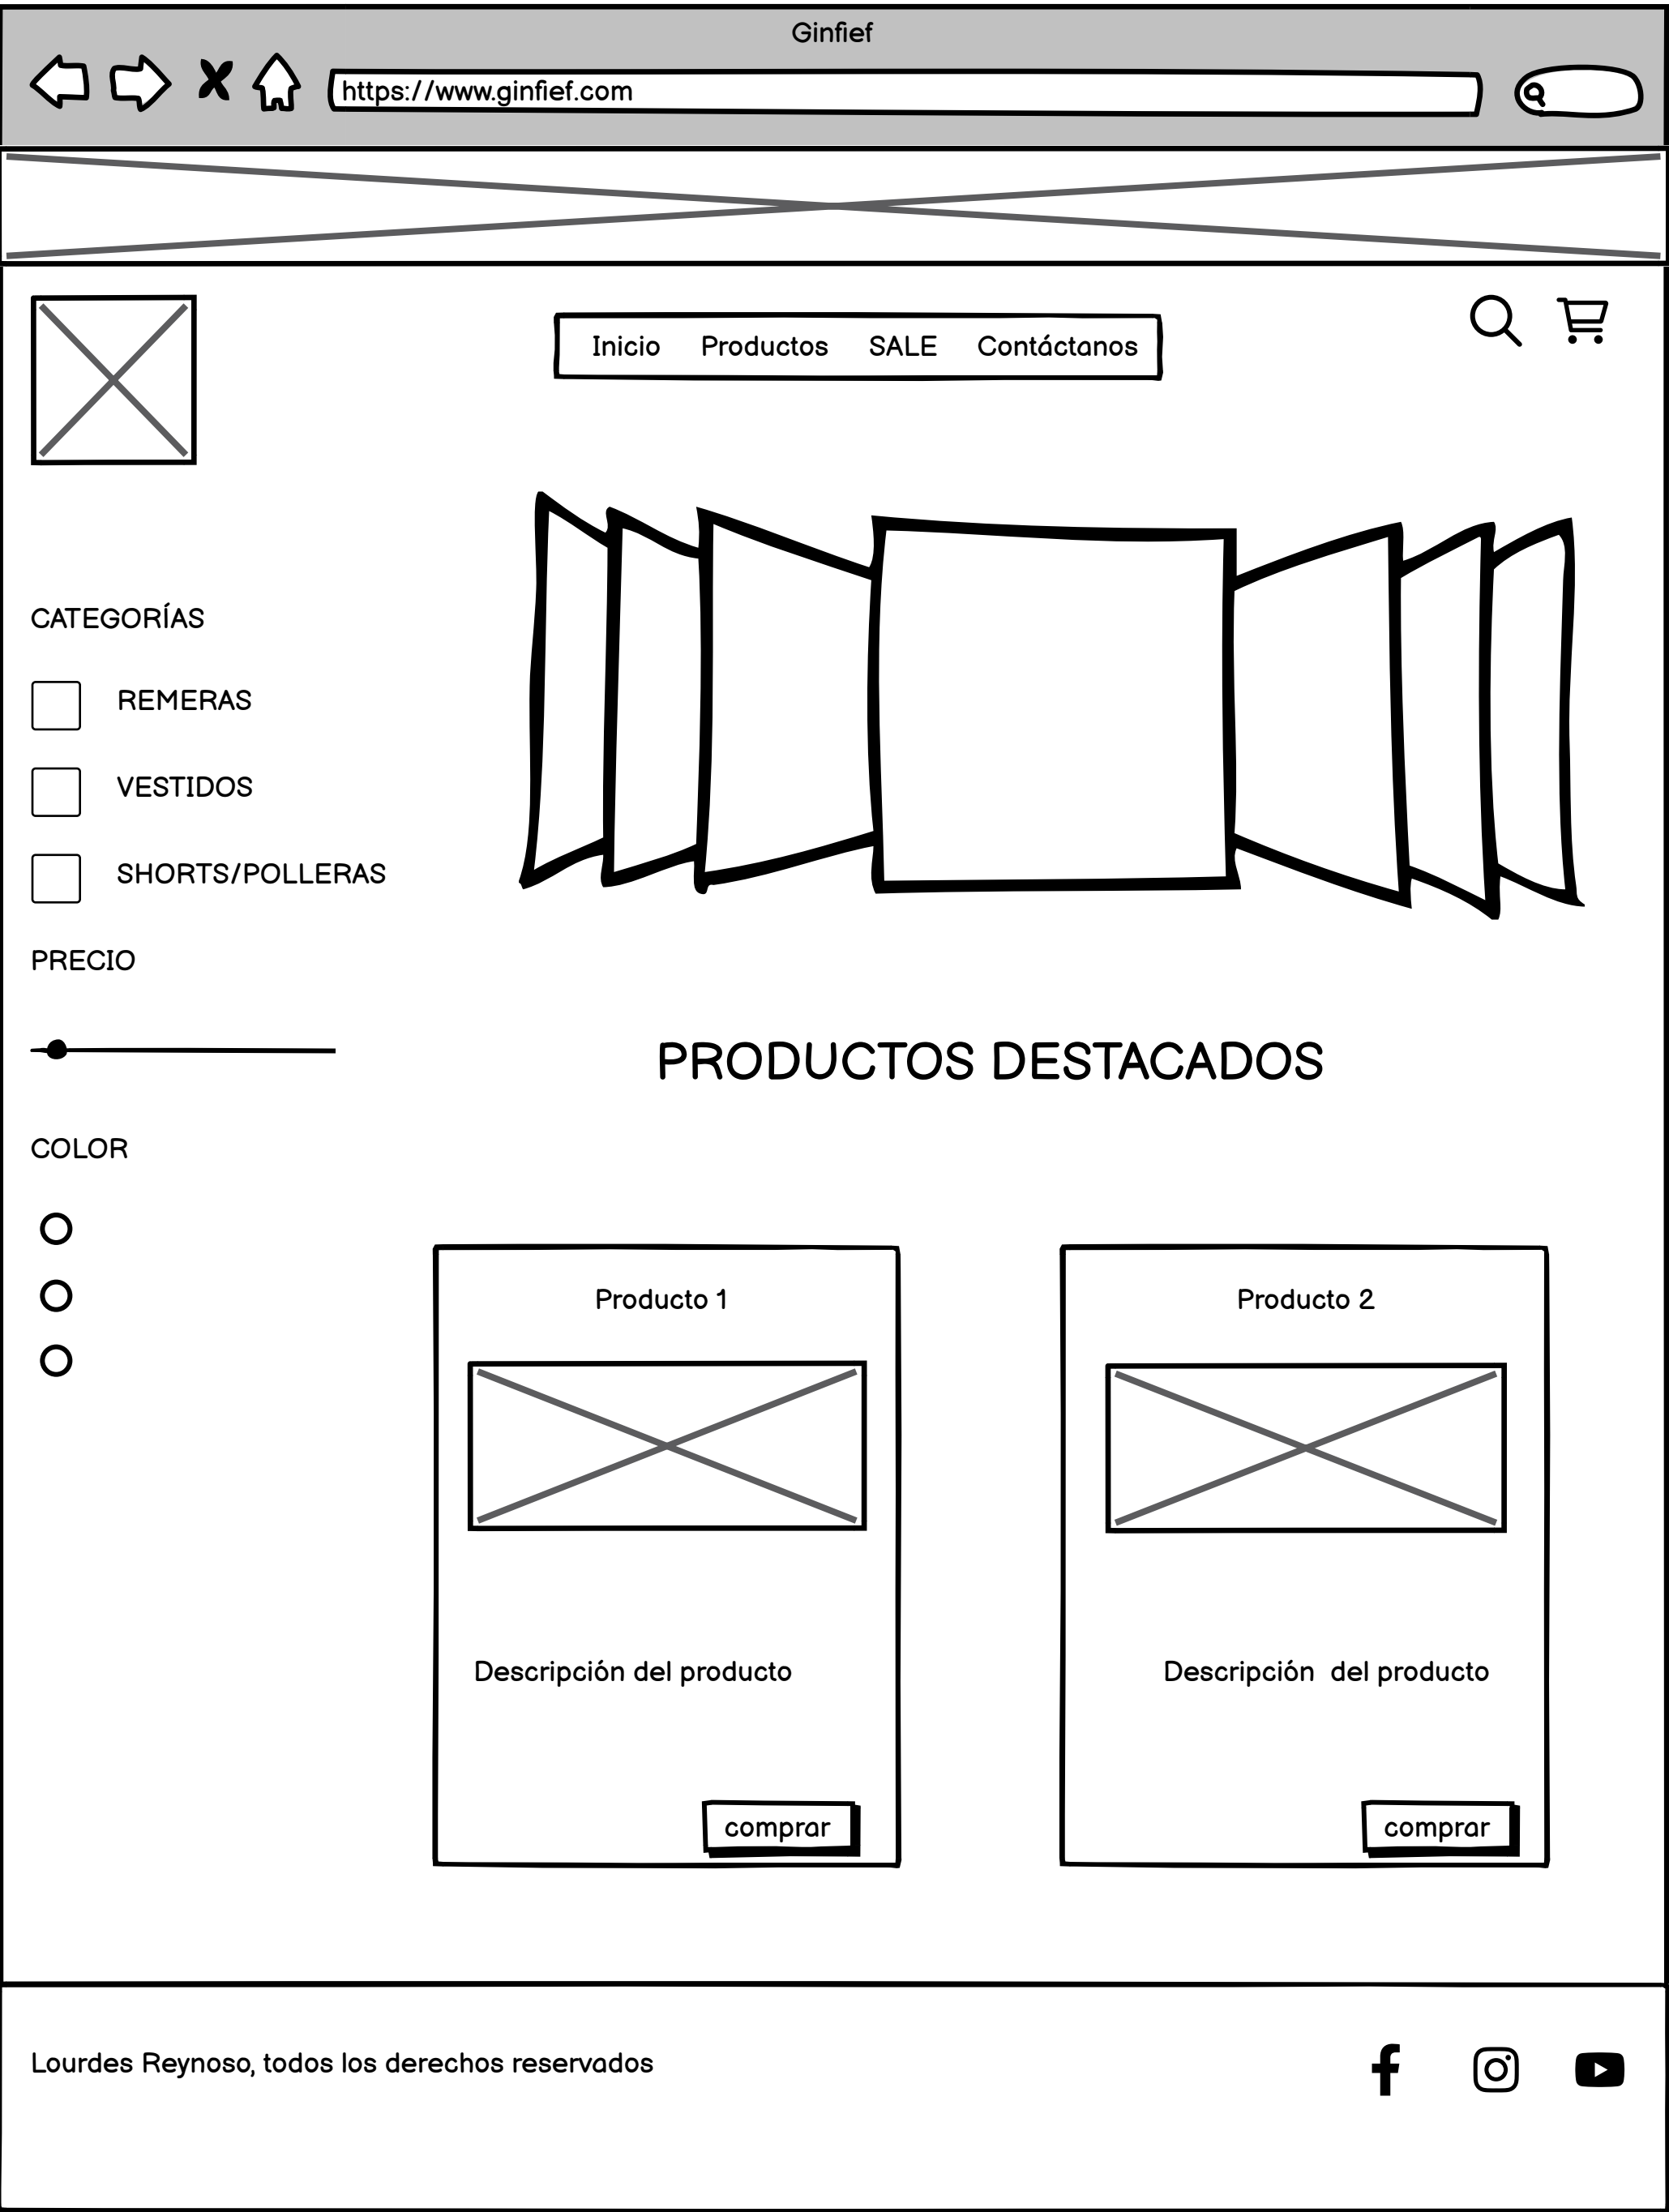 Ginfief
https://www.ginfief.com
Inicio Productos SALE Contáctanos
CATEGORÍAS
REMERAS
VESTIDOS
SHORTS/POLLERAS
PRECIO
PRODUCTOS DESTACADOS
COLOR
Producto 1
Descripción del producto
comprar
Producto 2
Descripción  del producto
comprar
Lourdes Reynoso, todos los derechos reservados